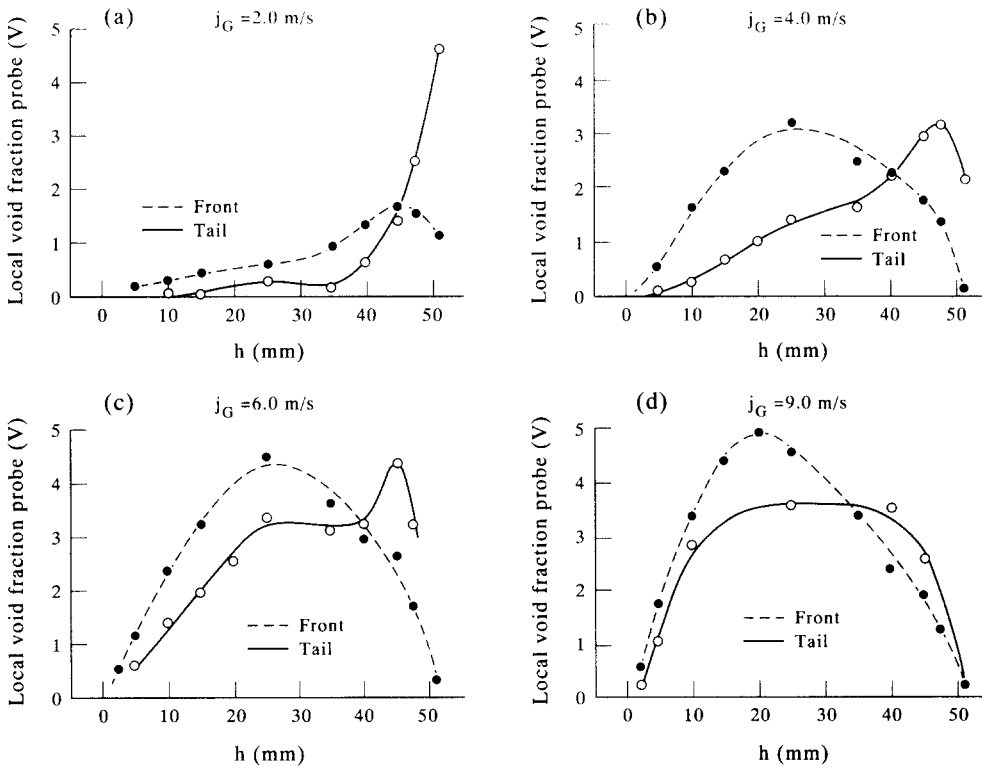 (a)
j_G =2.0 m/s
Local void fraction probe (V)
5
4
3
2
1
0
Front
Tail
0 10 20 30 40 50
h (mm)
(b)
j_G =4.0 m/s
Local void fraction probe (V)
5
4
3
2
1
0
Front
Tail
0 10 20 30 40 50
h (mm)
(c)
j_G =6.0 m/s
Local void fraction probe (V)
5
4
3
2
1
0
Front
Tail
0 10 20 30 40 50
h (mm)
(d)
j_G =9.0 m/s
Local void fraction probe (V)
5
4
3
2
1
0
Front
Tail
0 10 20 30 40 50
h (mm)